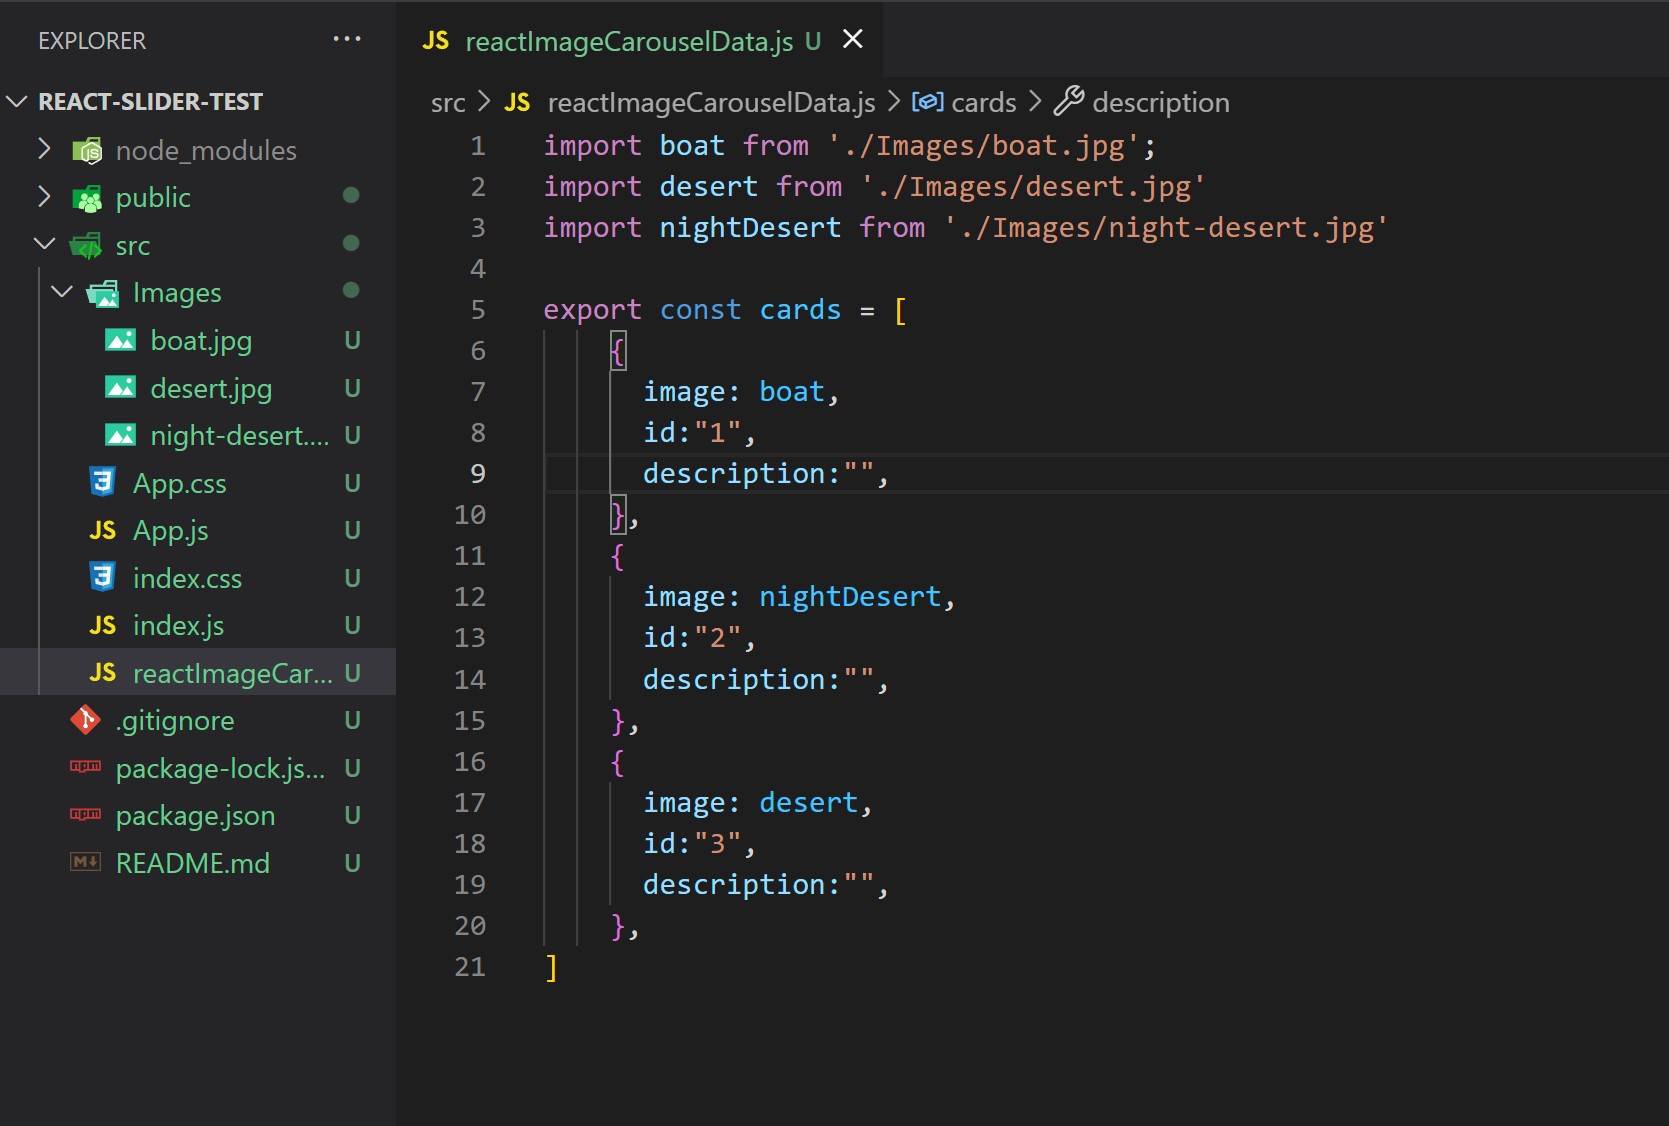 EXPLORER ...
REACT-SLIDER-TEST
node_modules
public
src
Images
boat.jpg U
desert.jpg U
night-desert.... U
App.css U
JS App.js U
index.css U
JS index.js U
JS reactImageCar... U
.gitignore U
package-lock.js... U
package.json U
README.md U
JS reactImageCarouselData.js U
src > JS reactImageCarouselData.js > cards > description
1 import boat from './Images/boat.jpg';
2 import desert from './Images/desert.jpg'
3 import nightDesert from './Images/night-desert.jpg'
4
5 export const cards = [
6 {
7 image: boat,
8 id:"1",
9 description:"",
10 },
11 {
12 image: nightDesert,
13 id:"2",
14 description:"",
15 },
16 {
17 image: desert,
18 id:"3",
19 description:"",
20 },
21 ]